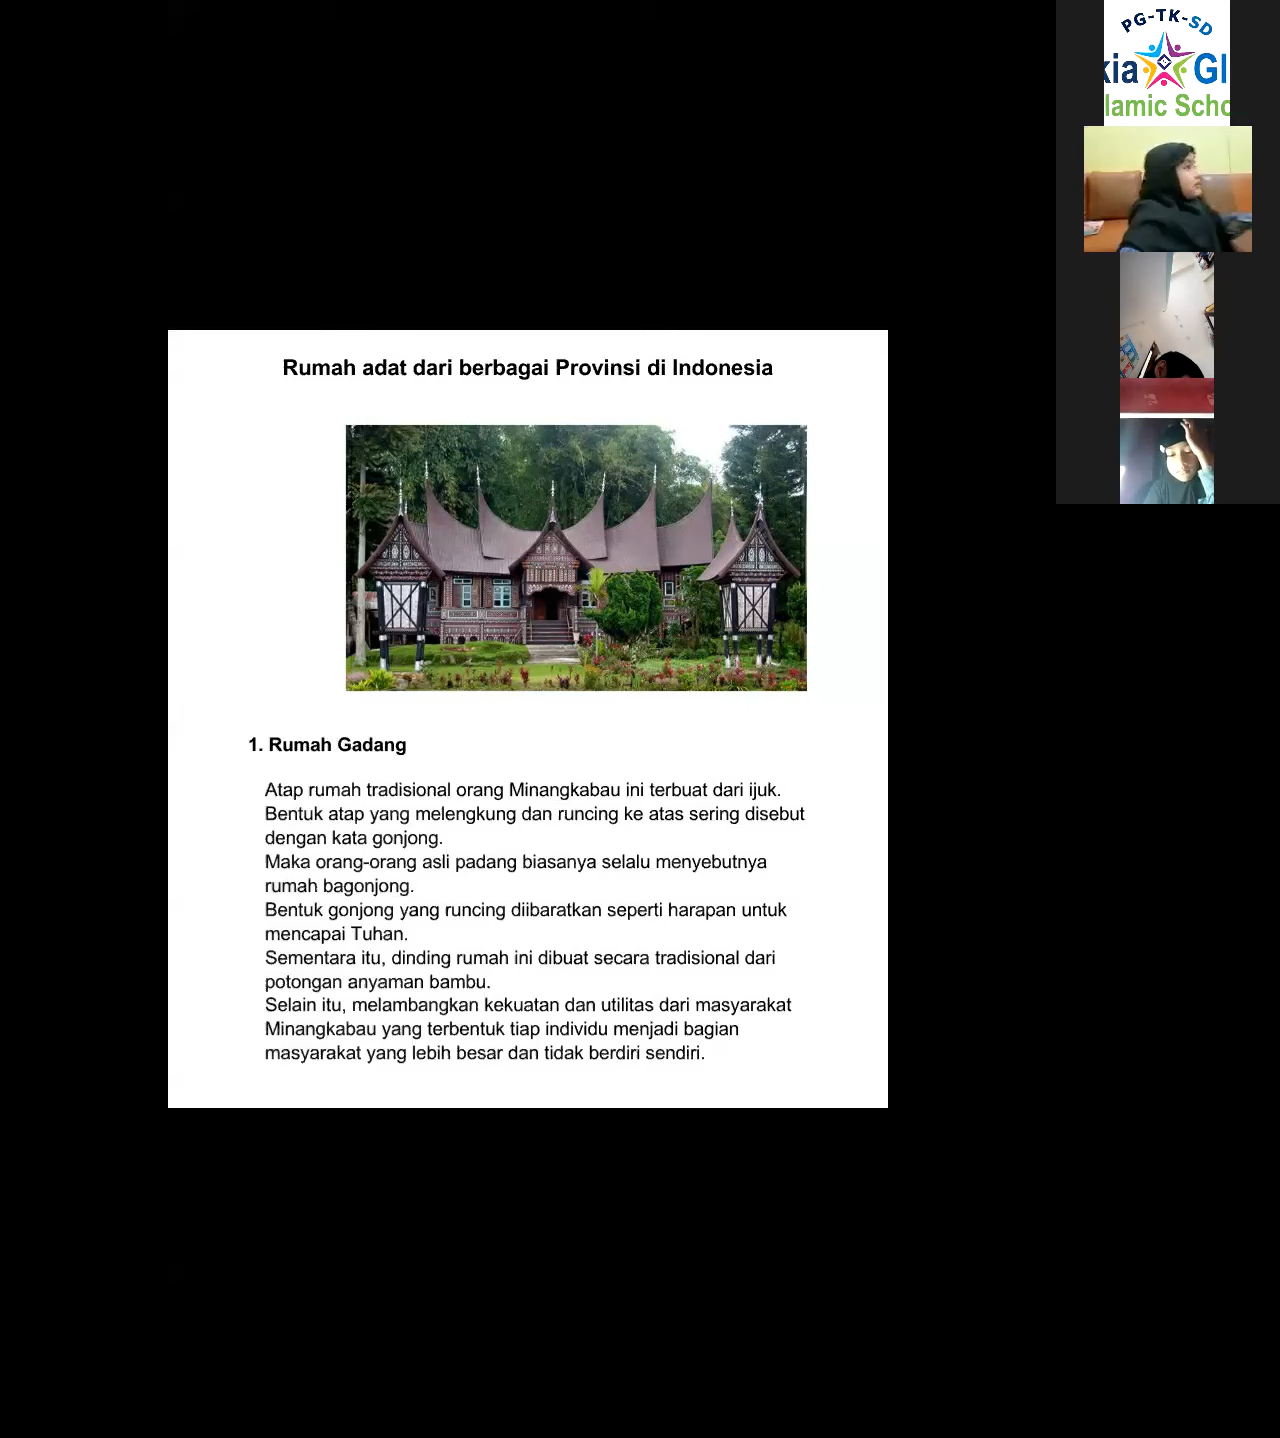 PG-TK-SD
Rumah adat dari berbagai Provinsi di Indonesia
1. Rumah Gadang
Atap rumah tradisional orang Minangkabau ini terbuat dari ijuk.
Bentuk atap yang melengkung dan runcing ke atas sering disebut
dengan kata gonjong.
Maka orang-orang asli padang biasanya selalu menyebutnya
rumah bagonjong.
Bentuk gonjong yang runcing diibaratkan seperti harapan untuk
mencapai Tuhan.
Sementara itu, dinding rumah ini dibuat secara tradisional dari
potongan anyaman bambu.
Selain itu, melambangkan kekuatan dan utilitas dari masyarakat
Minangkabau yang terbentuk tiap individu menjadi bagian
masyarakat yang lebih besar dan tidak berdiri sendiri.